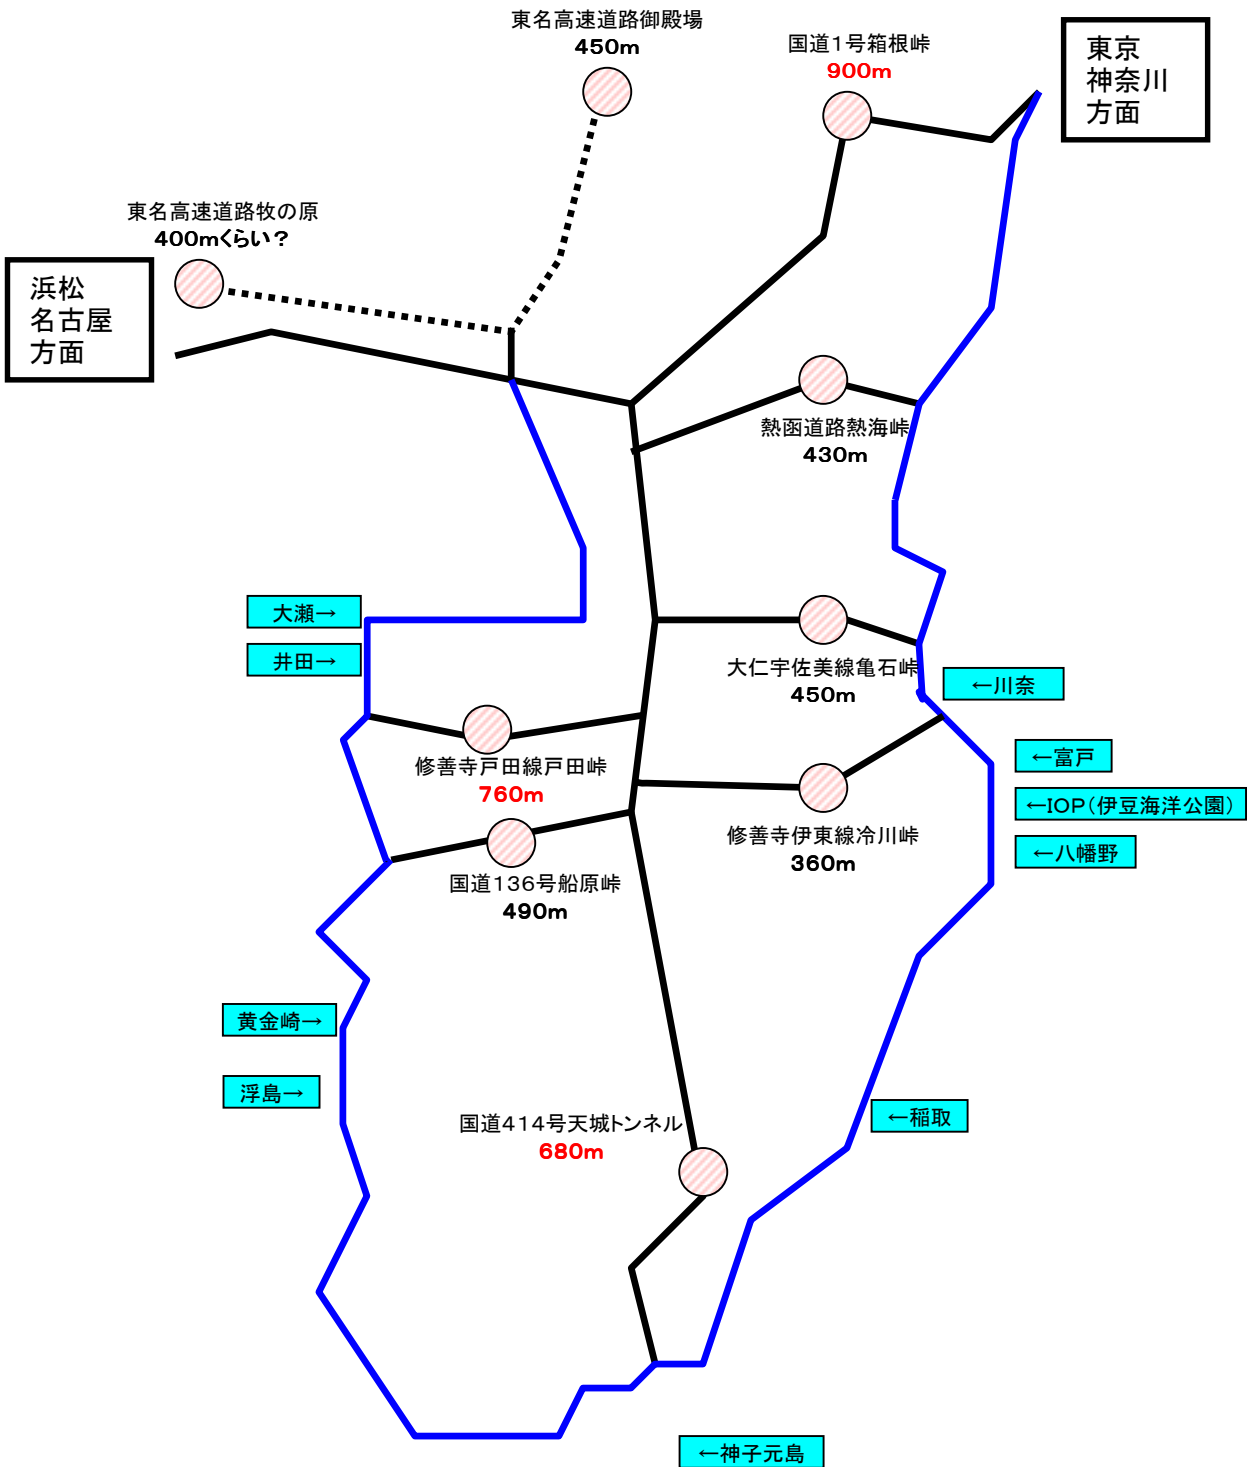 東名高速道路御殿場
450m
国道1号箱根峠
900m
東京
神奈川
方面
東名高速道路牧の原
400mくらい？
浜松
名古屋
方面
熱函道路熱海峠
430m
大瀬→
井田→
大仁宇佐美線亀石峠
450m
←川奈
修善寺戸田線戸田峠
760m
←富戸
←IOP（伊豆海洋公園）
修善寺伊東線冷川峠
360m
←八幡野
国道136号船原峠
490m
黄金崎→
浮島→
国道414号天城トンネル
680m
←稲取
←神子元島